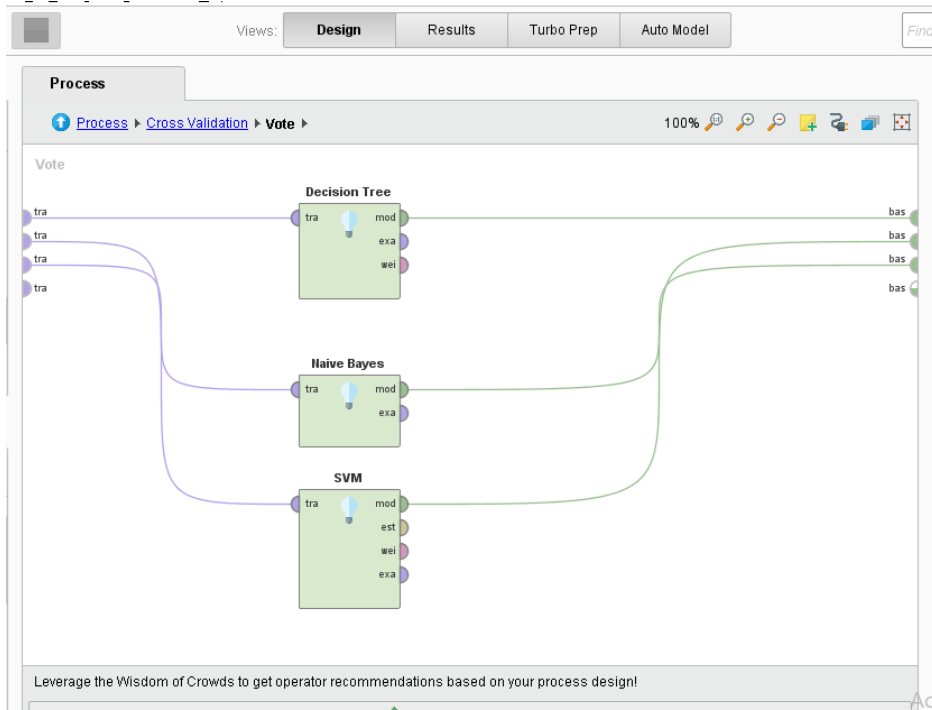 Views: Design Results Turbo Prep Auto Model Find
Process
Process Cross Validation Vote 100%
Vote
Decision Tree
tra tra mod bas
tra exa bas
tra wei bas
tra bas
Naive Bayes
tra mod
exa
SVM
tra mod
est
wei
exa
Leverage the Wisdom of Crowds to get operator recommendations based on your process design!
Ac